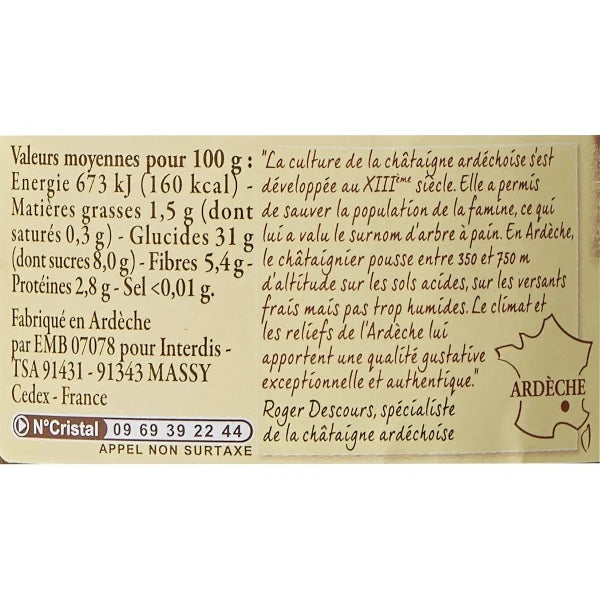 Valeurs moyennes pour 100 g :
Energie 673 kJ (160 kcal) -
Matières grasses 1,5 g (dont
saturés 0,3 g) - Glucides 31 g
(dont sucres 8,0 g) - Fibres 5,4 g -
Protéines 2,8 g - Sel <0,01 g.
Fabriqué en Ardèche
par EMB 07078 pour Interdis -
TSA 91431 - 91343 MASSY
Cedex - France
N°Cristal 09 69 39 22 44
APPEL NON SURTAXE
"La culture de la châtaigne ardéchoise s'est
développée au XIIIème siècle. Elle a permis
de sauver la population de la famine, ce qui
lui a valu le surnom d'arbre à pain. En Ardèche,
le châtaignier pousse entre 350 et 750 m
d'altitude sur les sols acides, sur les versants
frais mais pas trop humides. Le climat et
les reliefs de l'Ardèche lui
apportent une qualité gustative
exceptionnelle et authentique."
Roger Descours, spécialiste
de la châtaigne ardéchoise
ARDÈCHE